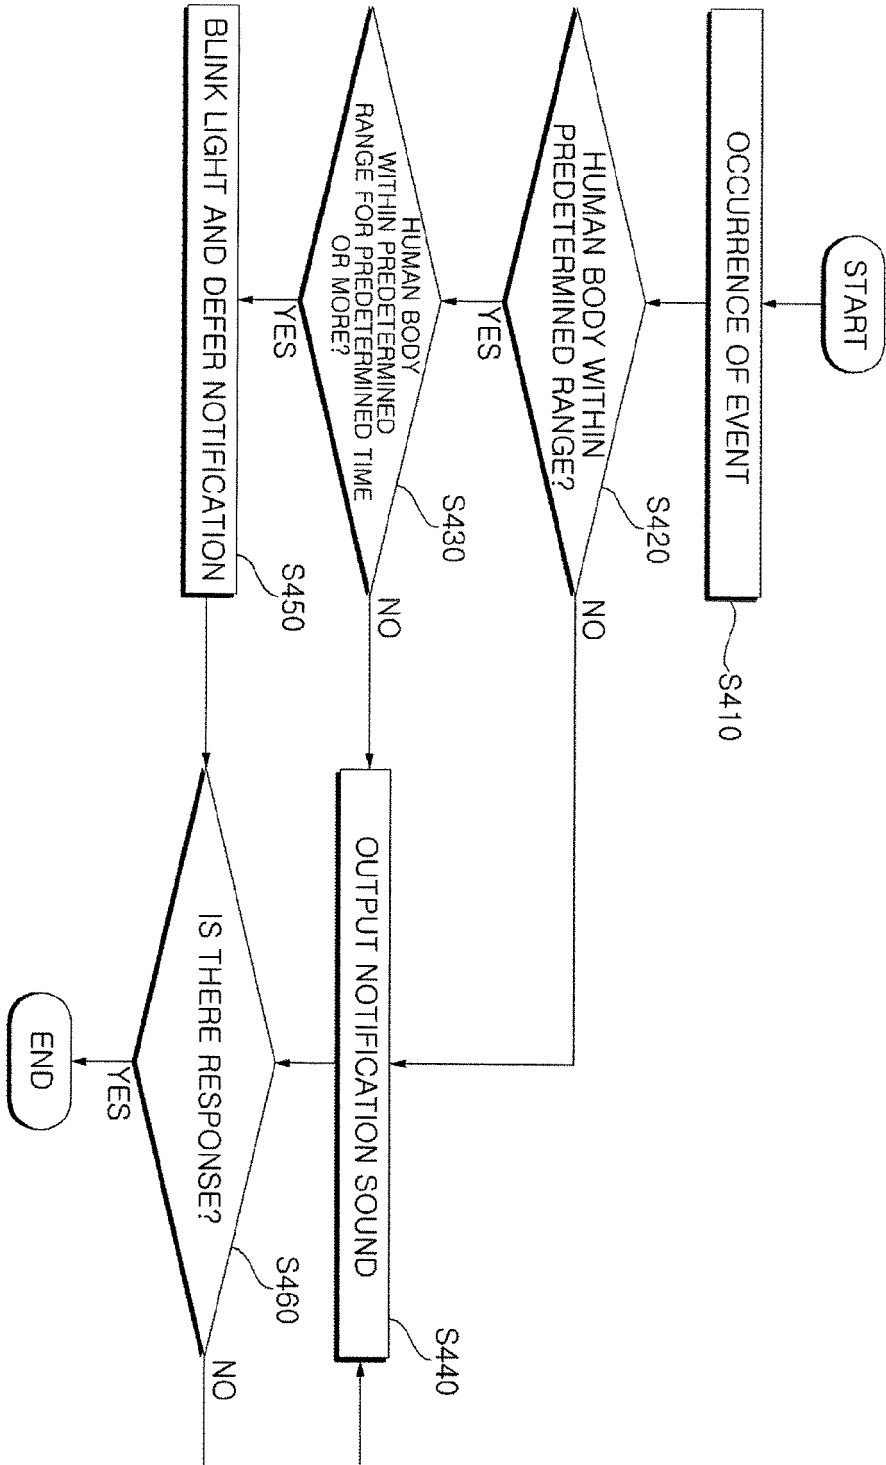 START
OCCURRENCE OF EVENT
S410
HUMAN BODY WITHIN
PREDETERMINED RANGE?
S420
NO
YES
HUMAN BODY
WITHIN PREDETERMINED
RANGE FOR PREDETERMINED TIME
OR MORE?
S430
NO
YES
OUTPUT NOTIFICATION SOUND
S440
BLINK LIGHT AND DEFER NOTIFICATION
S450
IS THERE RESPONSE?
S460
NO
YES
END